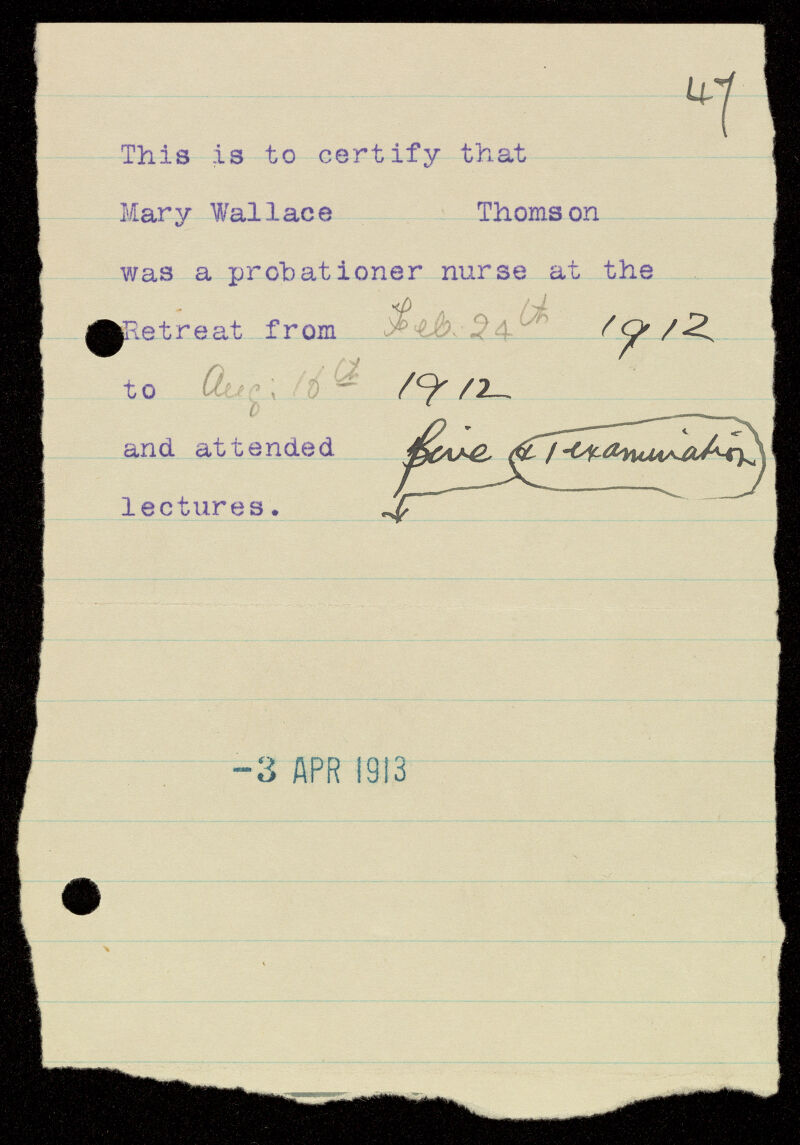 47
This is to certify that
Mary Wallace Thomson
was a probationer nurse at the
Retreat from Feb. 24th 1912
to Aug: 16th 1912
and attended five & 1 examination
lectures.
-3 APR 1913